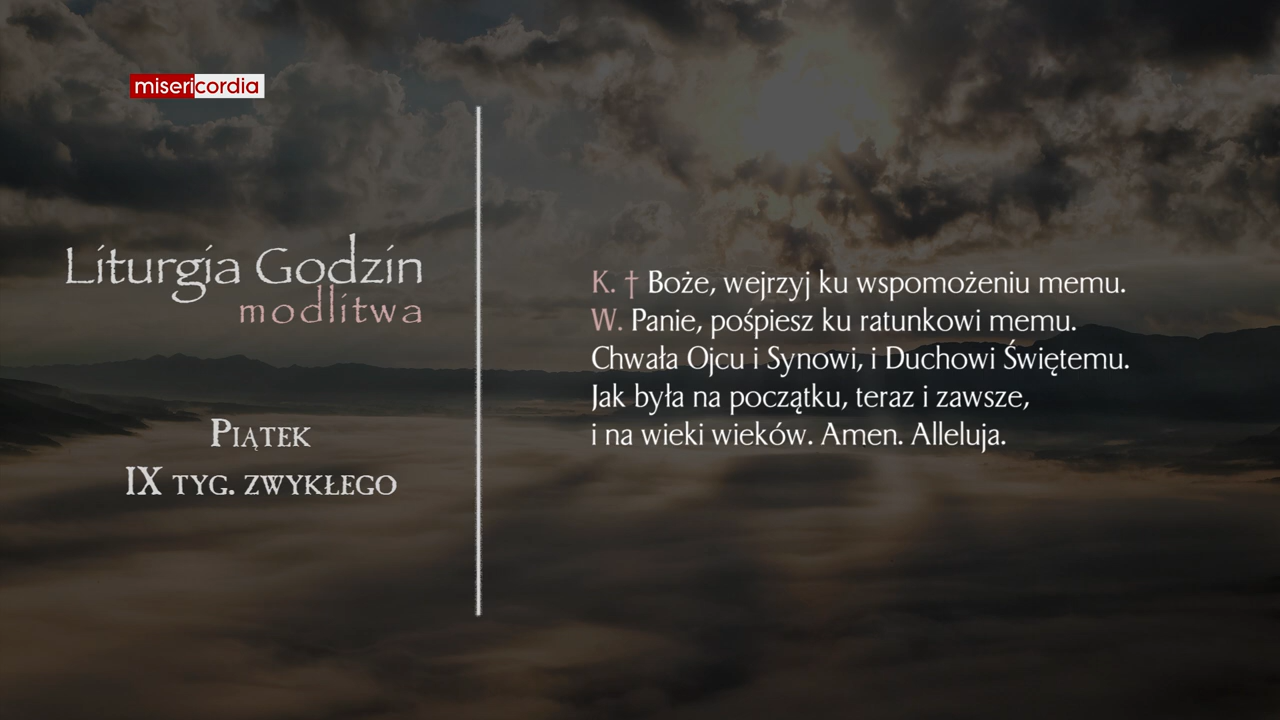 misericordia
Liturgia Godzin
modlitwa
Piątek
IX tyg. zwykłego
K. † Boże, wejrzyj ku wspomożeniu memu.
W. Panie, pośpiesz ku ratunkowi memu.
Chwała Ojcu i Synowi, i Duchowi Świętemu.
Jak była na początku, teraz i zawsze,
i na wieki wieków. Amen. Alleluja.